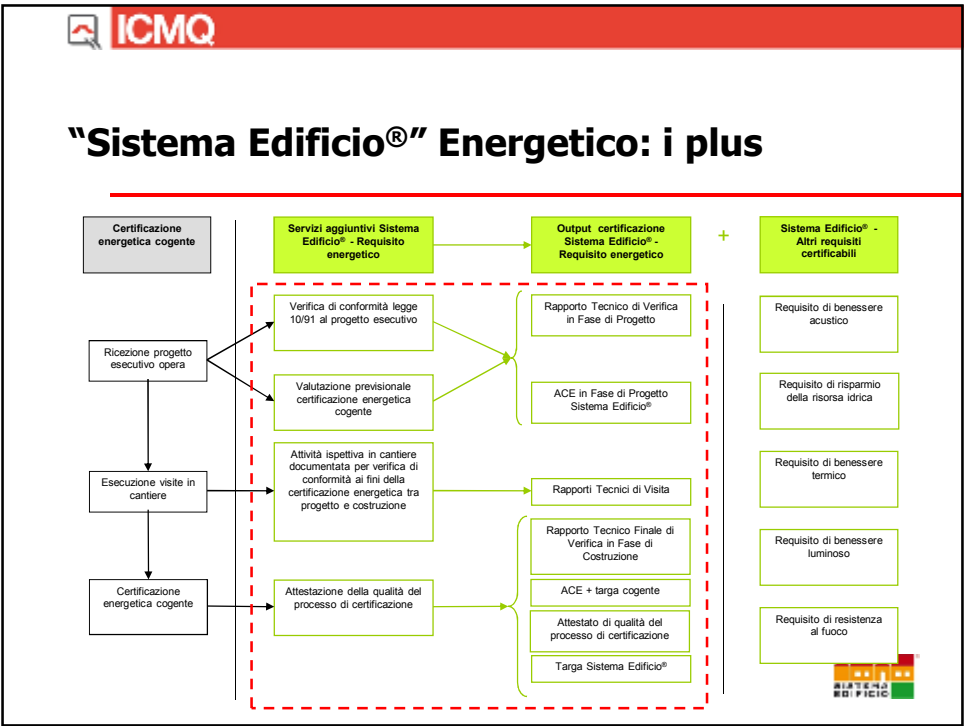 ICMQ
“Sistema Edificio®” Energetico: i plus
Certificazione
energetica cogente
Servizi aggiuntivi Sistema
Edificio® - Requisito
energetico
Output certificazione
Sistema Edificio® -
Requisito energetico
+
Sistema Edificio® -
Altri requisiti
certificabili
Ricezione progetto
esecutivo opera
Esecuzione visite in
cantiere
Certificazione
energetica cogente
Verifica di conformità legge
10/91 al progetto esecutivo
Valutazione previsionale
certificazione energetica
cogente
Attività ispettiva in cantiere
documentata per verifica di
conformità ai fini della
certificazione energetica tra
progetto e costruzione
Attestazione della qualità del
processo di certificazione
Rapporto Tecnico di Verifica
in Fase di Progetto
ACE in Fase di Progetto
Sistema Edificio®
Rapporti Tecnici di Visita
Rapporto Tecnico Finale di
Verifica in Fase di
Costruzione
ACE + targa cogente
Attestato di qualità del
processo di certificazione
Targa Sistema Edificio®
Requisito di benessere
acustico
Requisito di risparmio
della risorsa idrica
Requisito di benessere
termico
Requisito di benessere
luminoso
Requisito di resistenza
al fuoco
SISTEMA
EDIFICIO